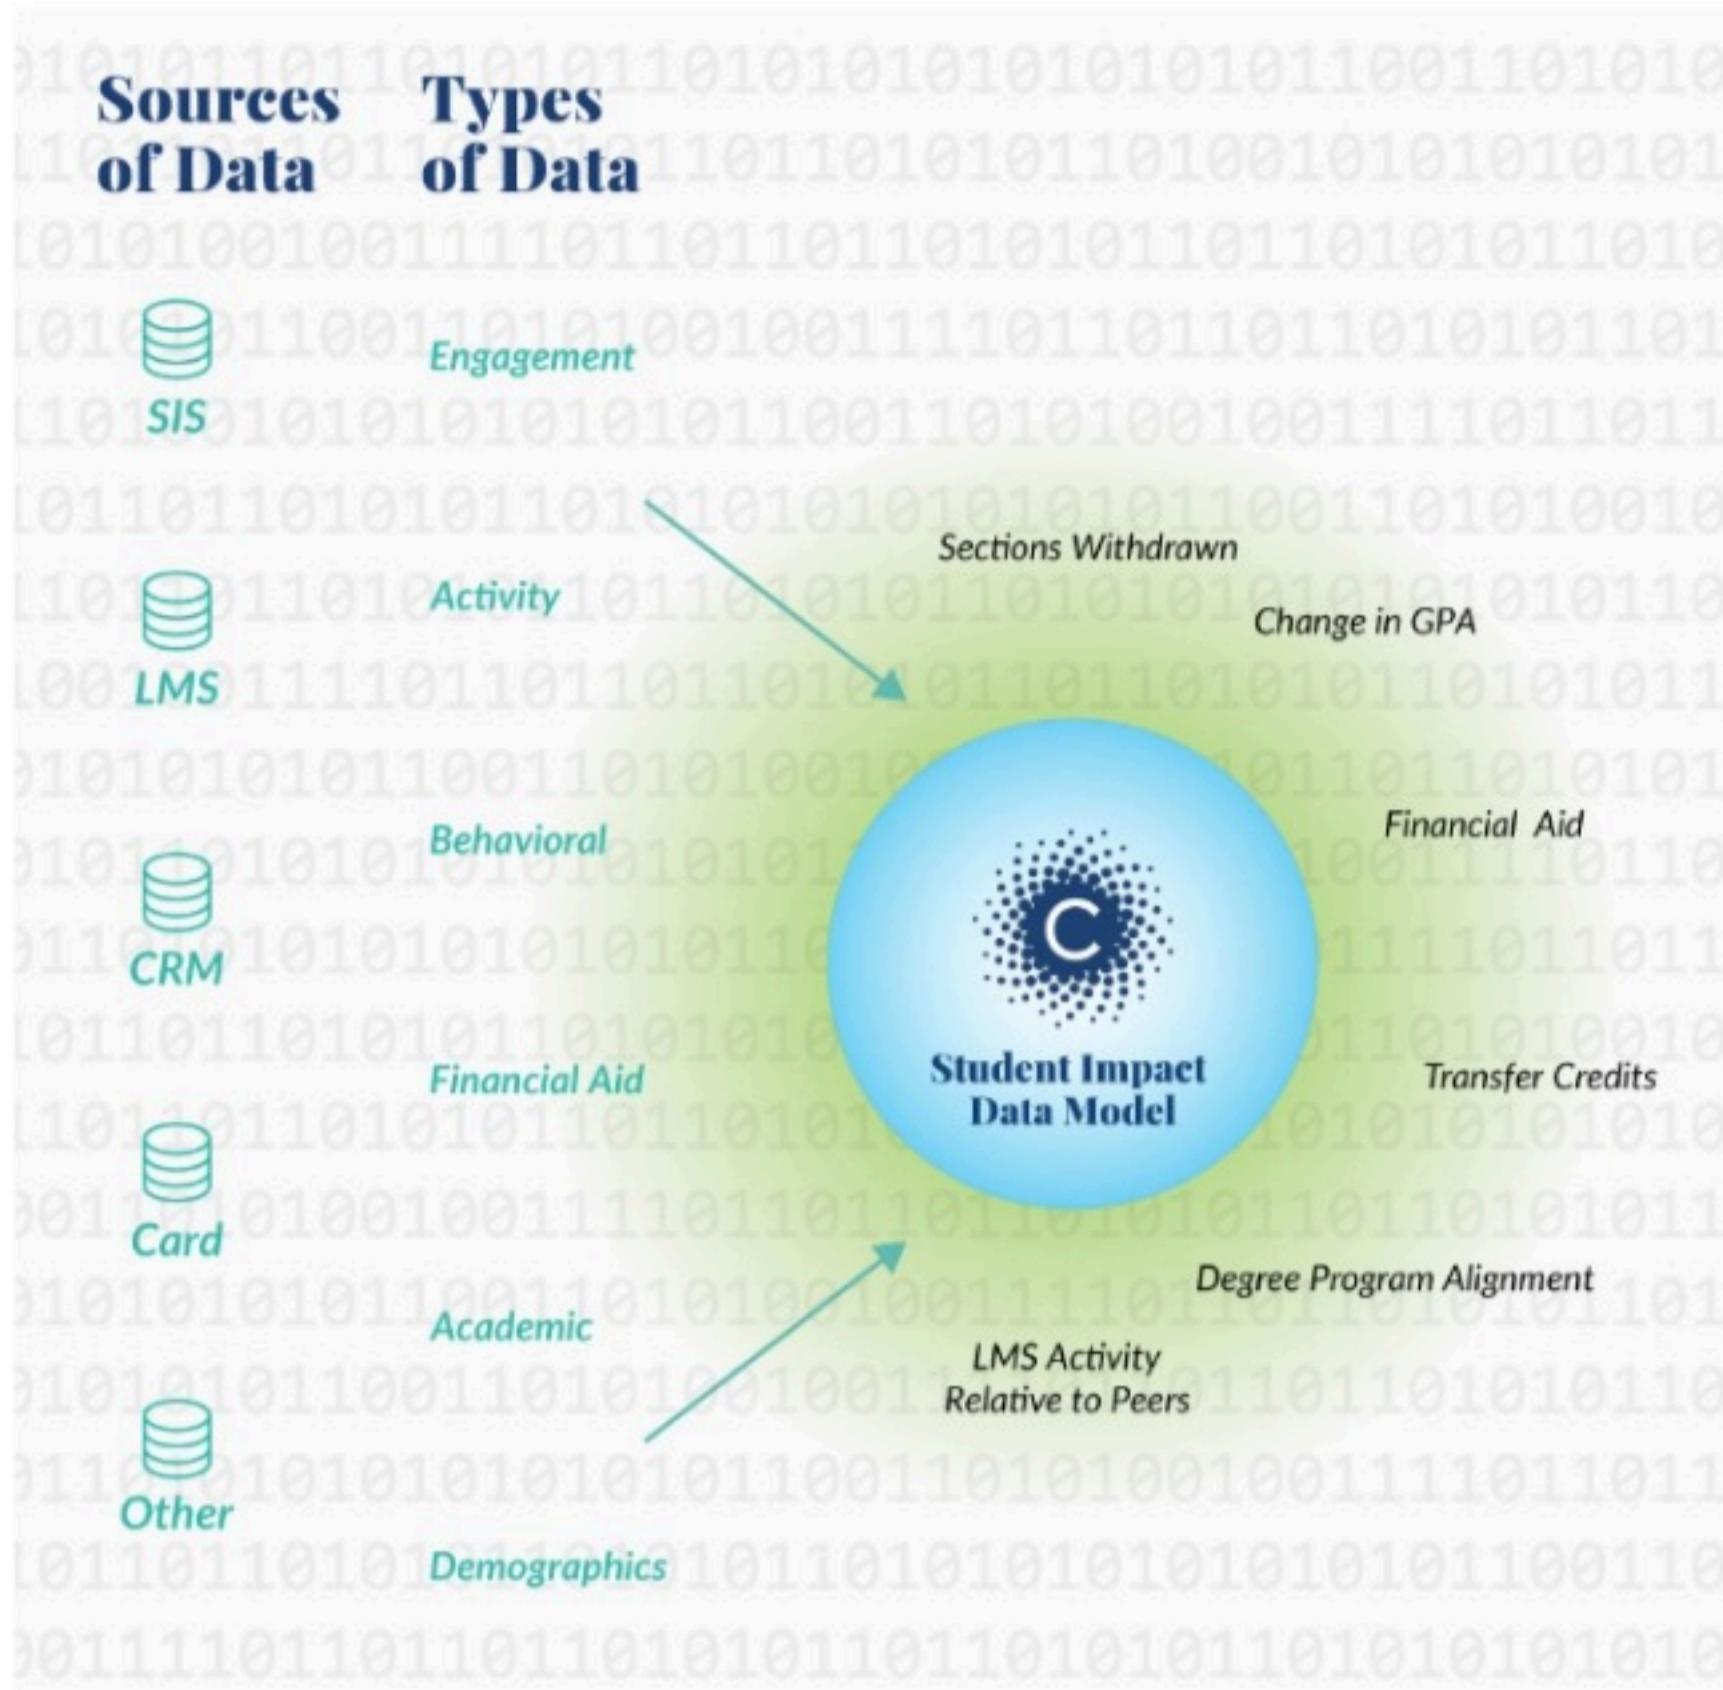 Sources
of Data
Types
of Data
SIS
LMS
CRM
Card
Other
Engagement
Activity
Behavioral
Financial Aid
Academic
Demographics
Sections Withdrawn
Change in GPA
Financial Aid
Transfer Credits
Degree Program Alignment
LMS Activity
Relative to Peers
C
Student Impact
Data Model